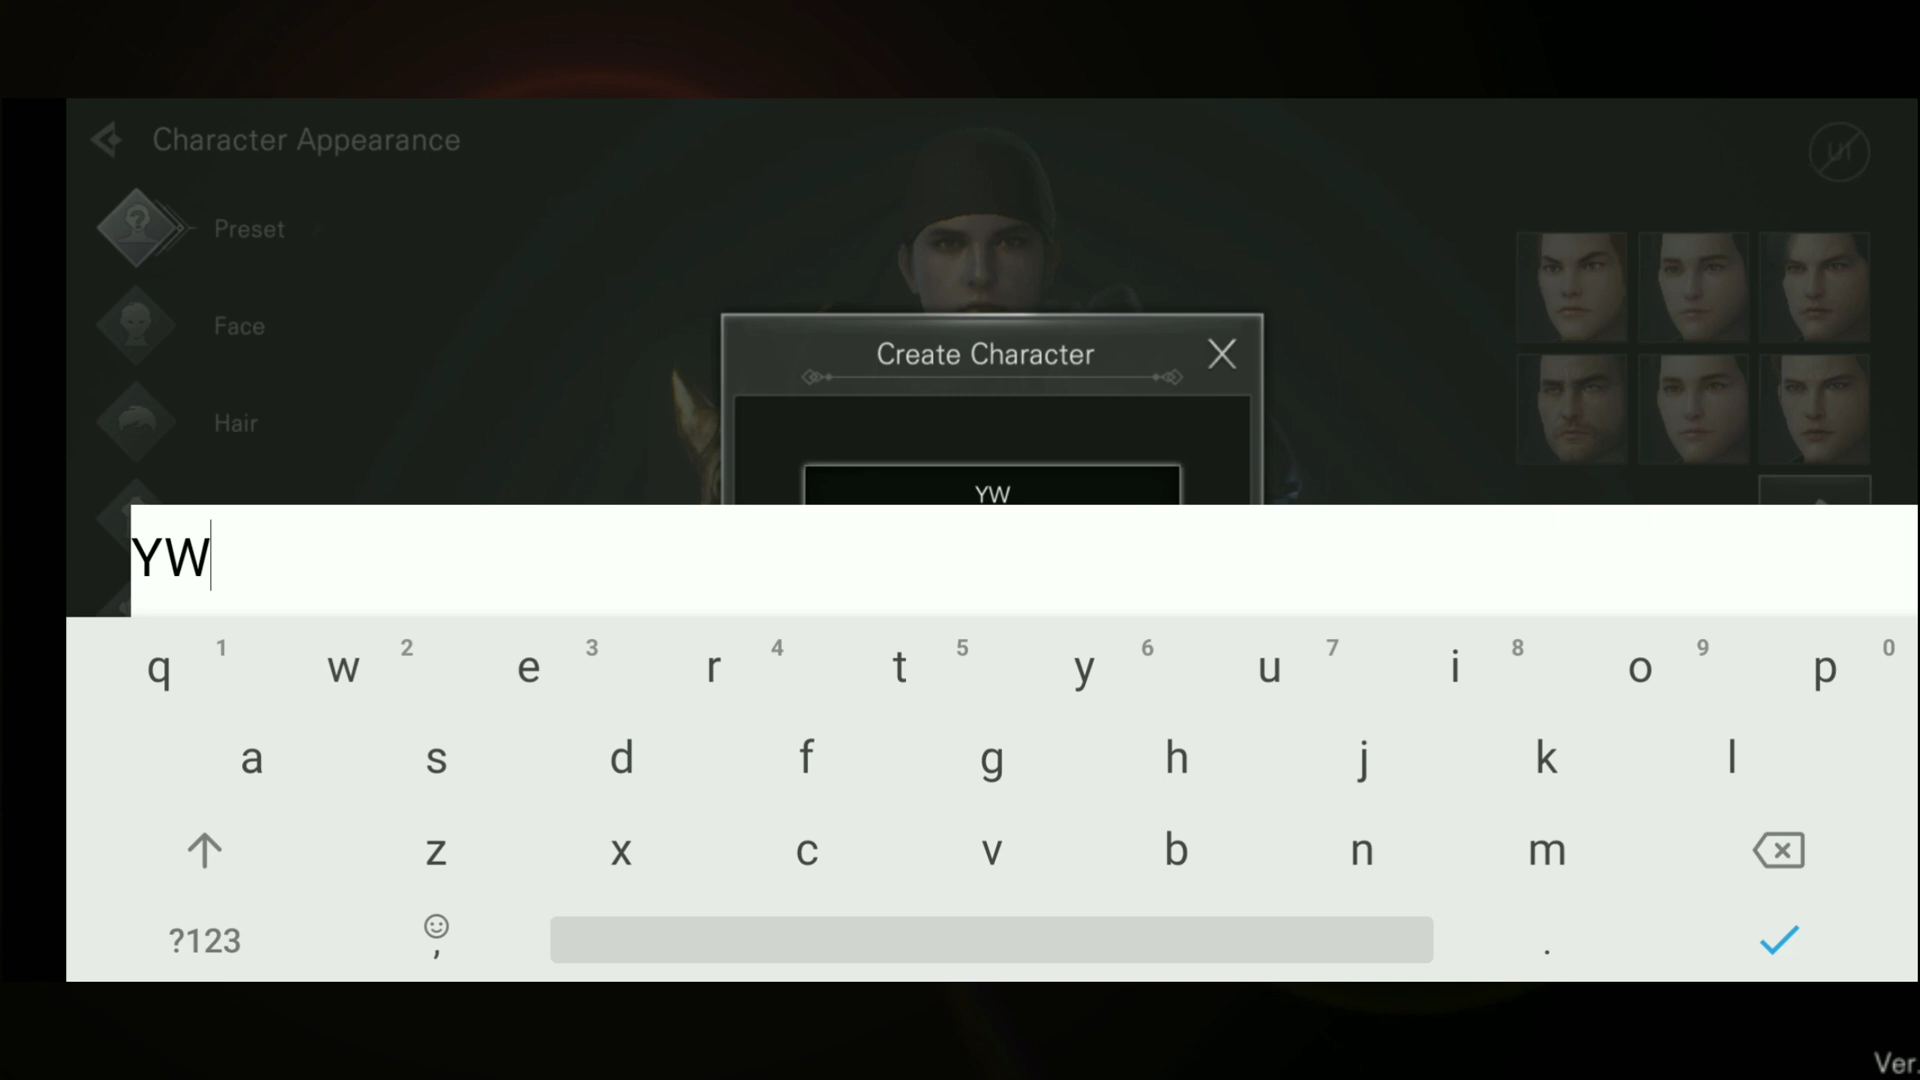 Character Appearance
UI
Preset
Face
Hair
Create Character
YW
YW
q 1 w 2 e 3 r 4 t 5 y 6 u 7 i 8 o 9 p 0
a s d f g h j k l
z x c v b n m
?123 , .
Ver.